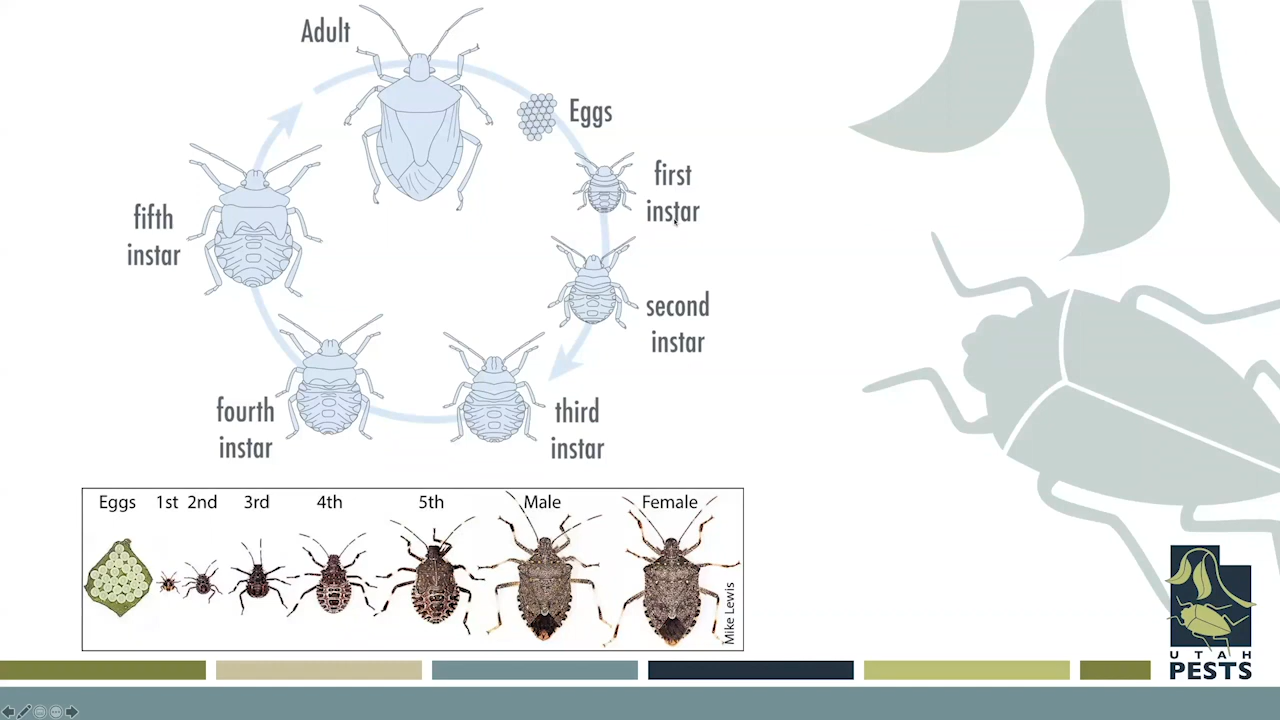 Adult
Eggs
first
instar
second
instar
third
instar
fourth
instar
fifth
instar
Eggs 1st 2nd 3rd 4th 5th Male Female
Mike Lewis
UTAH
PESTS